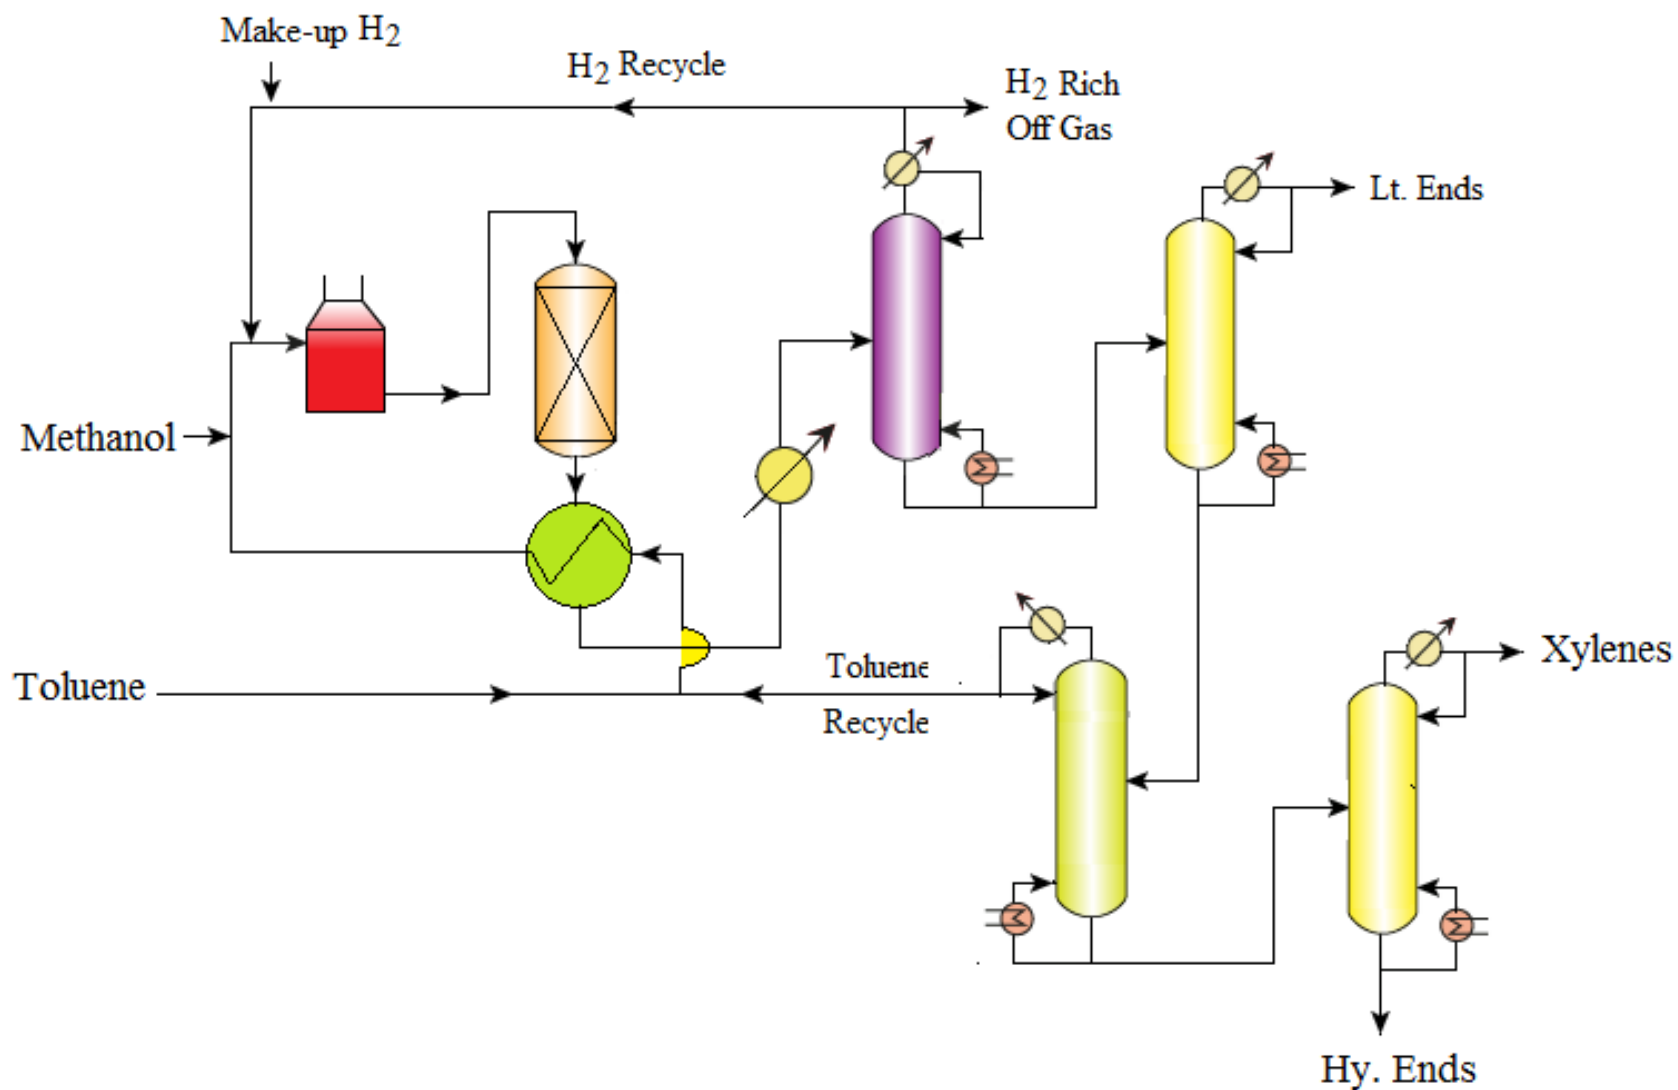 Make-up H2
H2 Recycle
H2 Rich
Off Gas
Lt. Ends
Methanol
Toluene
Toluene
Recycle
Xylenes
Hy. Ends